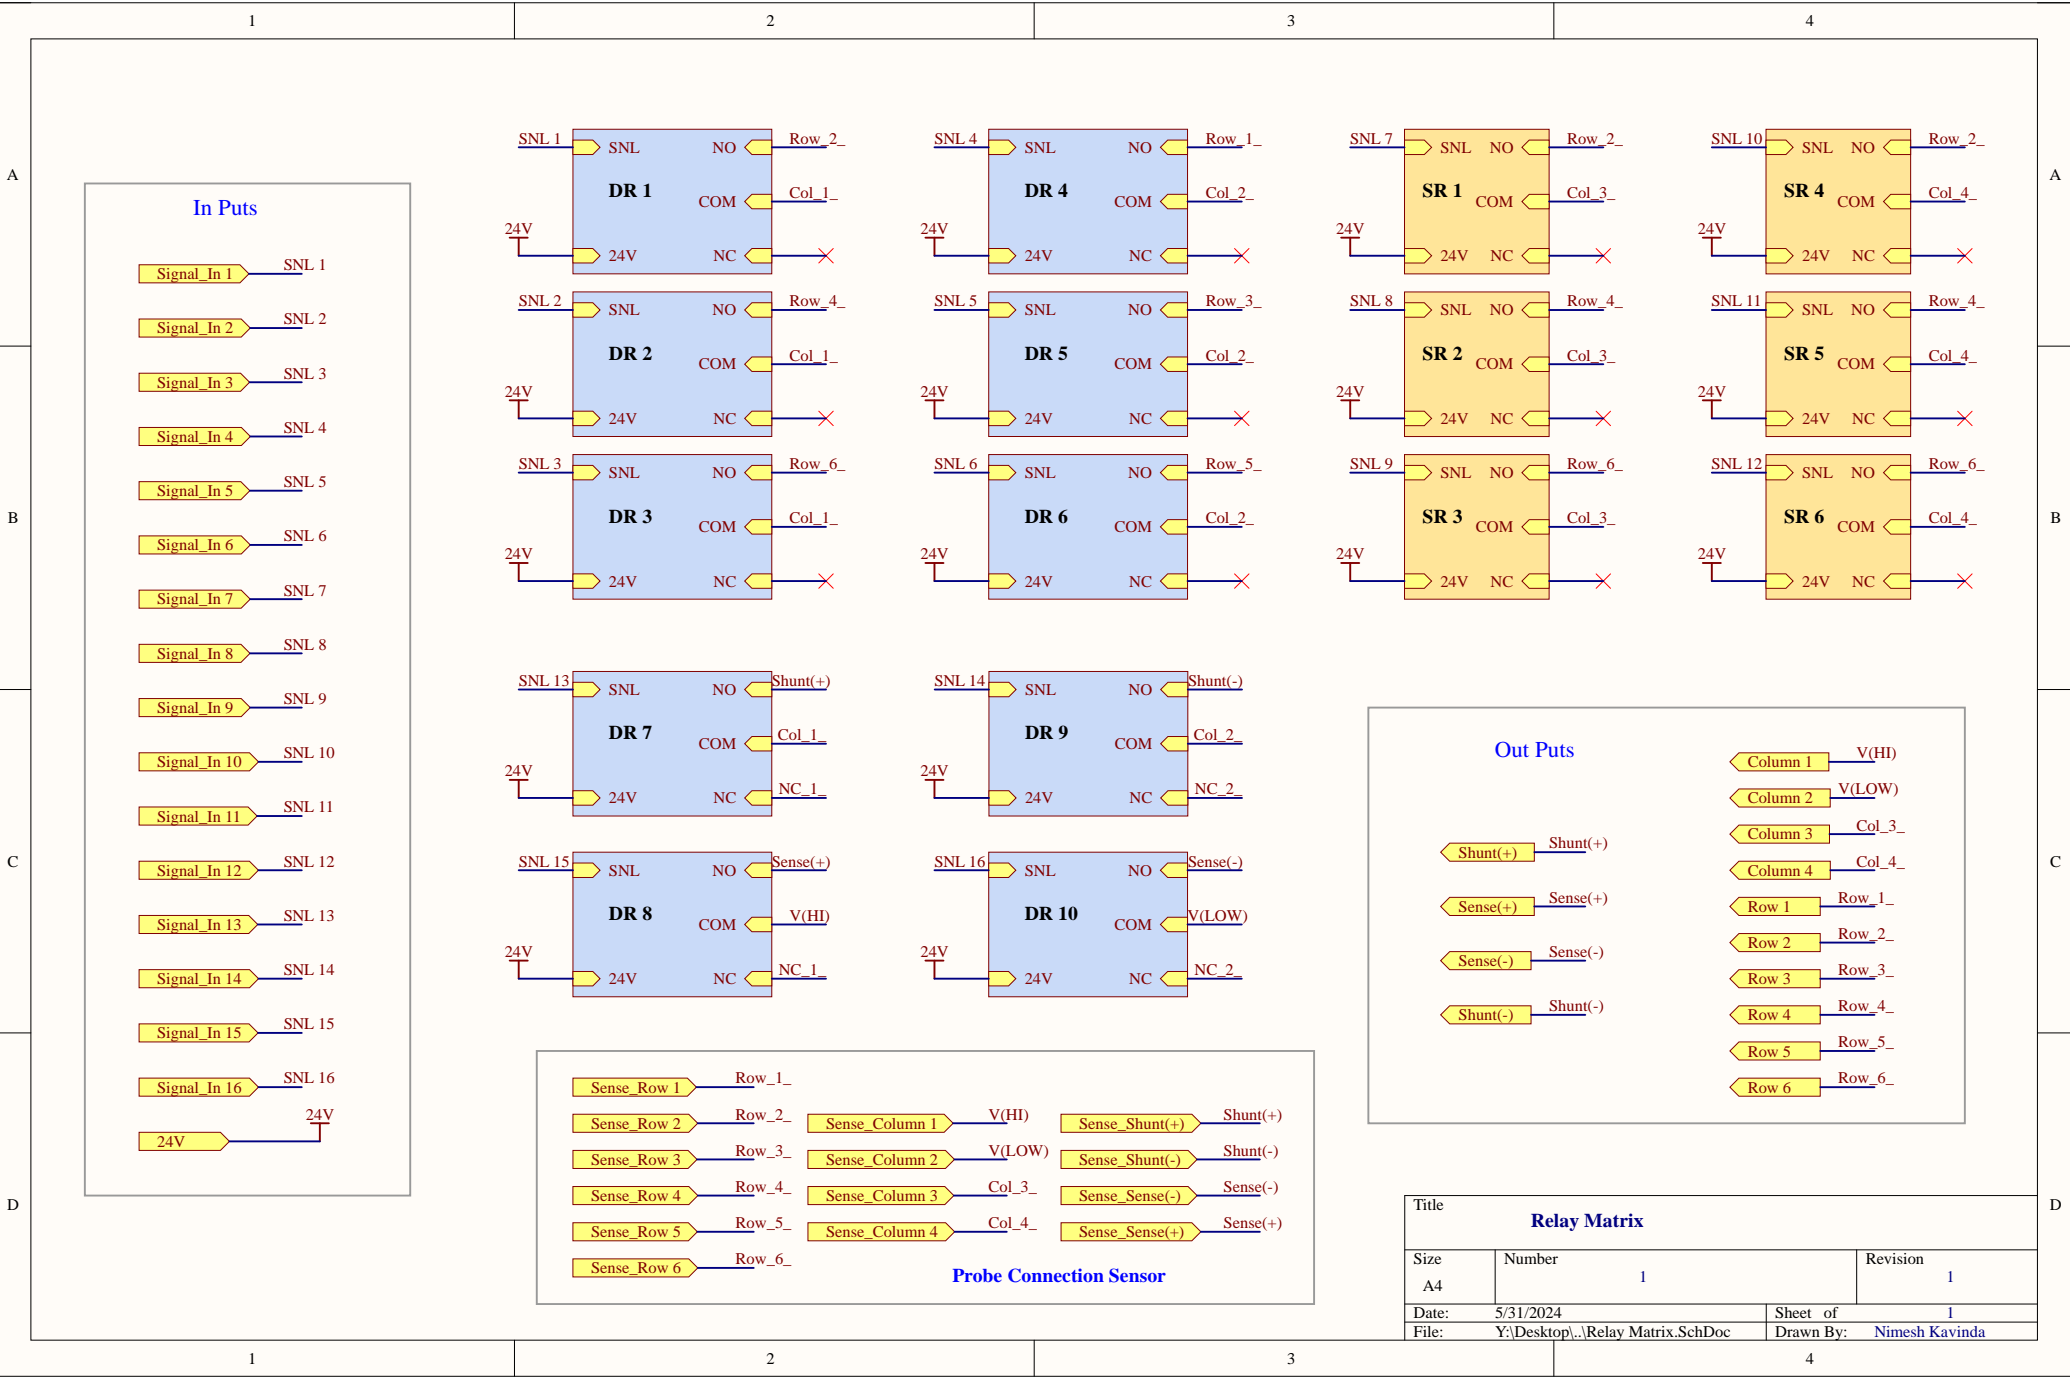 1 2 3 4
A
B
C
D
In Puts
Signal_In 1 SNL 1
Signal_In 2 SNL 2
Signal_In 3 SNL 3
Signal_In 4 SNL 4
Signal_In 5 SNL 5
Signal_In 6 SNL 6
Signal_In 7 SNL 7
Signal_In 8 SNL 8
Signal_In 9 SNL 9
Signal_In 10 SNL 10
Signal_In 11 SNL 11
Signal_In 12 SNL 12
Signal_In 13 SNL 13
Signal_In 14 SNL 14
Signal_In 15 SNL 15
Signal_In 16 SNL 16
24V 24V
SNL 1 SNL NO Row_2_
DR 1
COM Col_1_
24V 24V NC
SNL 4 SNL NO Row_1_
DR 4
COM Col_2_
24V 24V NC
SNL 7 SNL NO Row_2_
SR 1
COM Col_3_
24V 24V NC
SNL 10 SNL NO Row_2_
SR 4
COM Col_4_
24V 24V NC
SNL 2 SNL NO Row_4_
DR 2
COM Col_1_
24V 24V NC
SNL 5 SNL NO Row_3_
DR 5
COM Col_2_
24V 24V NC
SNL 8 SNL NO Row_4_
SR 2
COM Col_3_
24V 24V NC
SNL 11 SNL NO Row_4_
SR 5
COM Col_4_
24V 24V NC
SNL 3 SNL NO Row_6_
DR 3
COM Col_1_
24V 24V NC
SNL 6 SNL NO Row_5_
DR 6
COM Col_2_
24V 24V NC
SNL 9 SNL NO Row_6_
SR 3
COM Col_3_
24V 24V NC
SNL 12 SNL NO Row_6_
SR 6
COM Col_4_
24V 24V NC
SNL 13 SNL NO Shunt(+)
DR 7
COM Col_1_
24V 24V NC NC_1_
SNL 14 SNL NO Shunt(-)
DR 9
COM Col_2_
24V 24V NC NC_2_
SNL 15 SNL NO Sense(+)
DR 8
COM V(HI)
24V 24V NC NC_1_
SNL 16 SNL NO Sense(-)
DR 10
COM V(LOW)
24V 24V NC NC_2_
Out Puts
Shunt(+) Shunt(+)
Sense(+) Sense(+)
Sense(-) Sense(-)
Shunt(-) Shunt(-)
Column 1 V(HI)
Column 2 V(LOW)
Column 3 Col_3_
Column 4 Col_4_
Row 1 Row_1_
Row 2 Row_2_
Row 3 Row_3_
Row 4 Row_4_
Row 5 Row_5_
Row 6 Row_6_
Sense_Row 1 Row_1_
Sense_Row 2 Row_2_
Sense_Row 3 Row_3_
Sense_Row 4 Row_4_
Sense_Row 5 Row_5_
Sense_Row 6 Row_6_
Sense_Column 1 V(HI)
Sense_Column 2 V(LOW)
Sense_Column 3 Col_3_
Sense_Column 4 Col_4_
Sense_Shunt(+) Shunt(+)
Sense_Shunt(-) Shunt(-)
Sense_Sense(-) Sense(-)
Sense_Sense(+) Sense(+)
Probe Connection Sensor
A
B
C
D
Title
Relay Matrix
Size Number Revision
A4 1 1
Date: 5/31/2024 Sheet of 1
File: Y:\Desktop\..\Relay Matrix.SchDoc Drawn By: Nimesh Kavinda
1 2 3 4